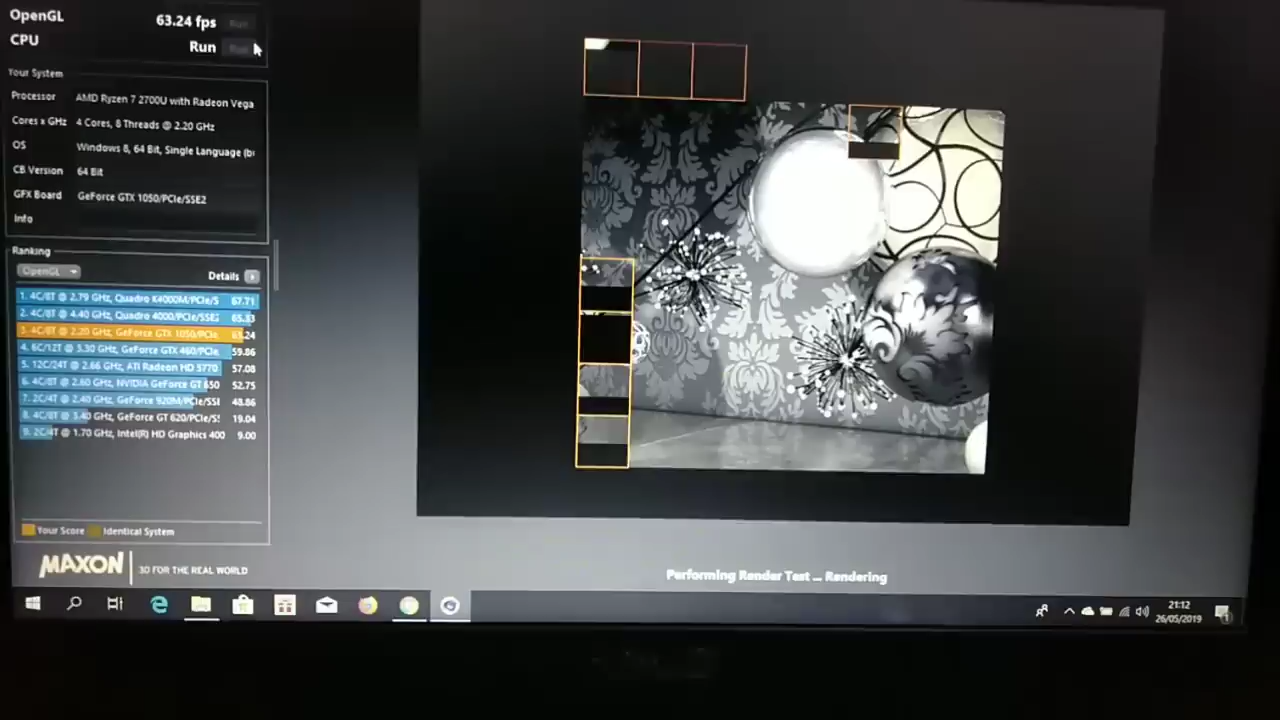 OpenGL 63.24 fps Run
CPU Run Run
Your System
Processor AMD Ryzen 7 2700U with Radeon Vega
Cores x GHz 4 Cores, 8 Threads @ 2.20 GHz
OS Windows 8, 64 Bit, Single Language (b
CB Version 64 Bit
GFX Board GeForce GTX 1050/PCIe/SSE2
Info
Ranking
OpenGL Details
1. 4C/8T @ 2.79 GHz, Quadro K4000M/PCIe/S 67.71
2. 4C/8T @ 4.40 GHz, Quadro 4000/PCIe/SSE2
3. 4C/8T @ 2.20 GHz, GeForce GTX 1050/PCIe. 63.24
4. 6C/12T @ 3.30 GHz, GeForce GTX 460/PCIe. 59.86
5. 12C/24T @ 2.66 GHz, ATI Radeon HD 5770 57.08
6. 4C/8T @ 2.60 GHz, NVIDIA GeForce GT 650 52.75
7. 2C/4T @ 2.40 GHz, GeForce 920M/PCIe/SSI 48.86
8. 4C/8T @ 3.40 GHz, GeForce GT 620/PCIe/S: 19.04
9. 2C/4T @ 1.70 GHz, Intel(R) HD Graphics 400 9.00
Your Score Identical System
MAXON 3D FOR THE REAL WORLD
Performing Render Test ... Rendering
21:12
26/05/2019